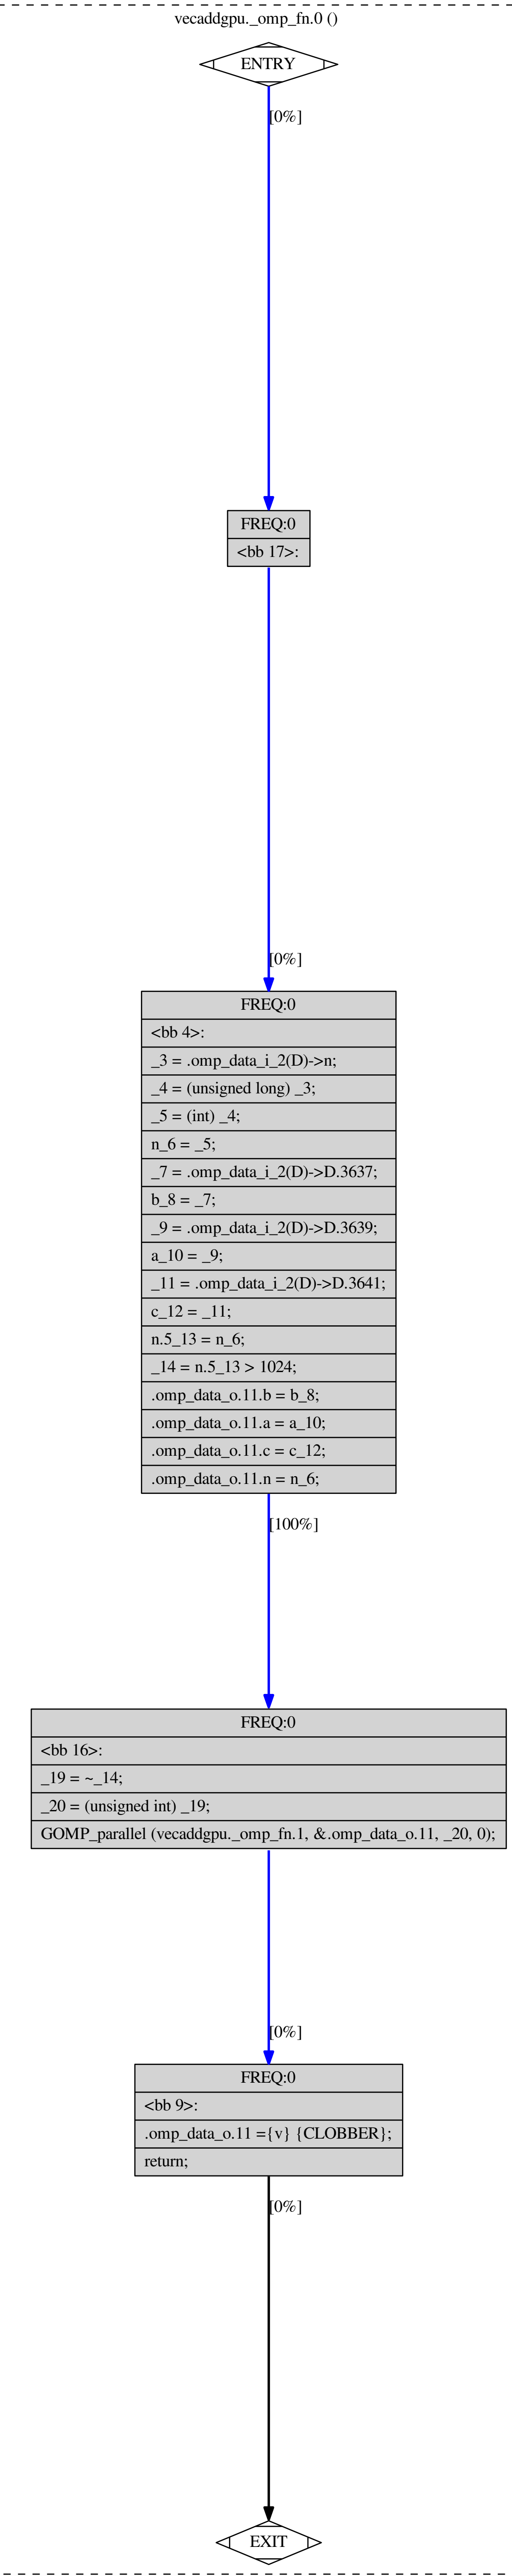 vecaddgpu._omp_fn.0 ()
ENTRY
[0%]
FREQ:0
<bb 17>:
[0%]
FREQ:0
<bb 4>:
_3 = .omp_data_i_2(D)->n;
_4 = (unsigned long) _3;
_5 = (int) _4;
n_6 = _5;
_7 = .omp_data_i_2(D)->D.3637;
b_8 = _7;
_9 = .omp_data_i_2(D)->D.3639;
a_10 = _9;
_11 = .omp_data_i_2(D)->D.3641;
c_12 = _11;
n.5_13 = n_6;
_14 = n.5_13 > 1024;
.omp_data_o.11.b = b_8;
.omp_data_o.11.a = a_10;
.omp_data_o.11.c = c_12;
.omp_data_o.11.n = n_6;
[100%]
FREQ:0
<bb 16>:
_19 = ~_14;
_20 = (unsigned int) _19;
GOMP_parallel (vecaddgpu._omp_fn.1, &.omp_data_o.11, _20, 0);
[0%]
FREQ:0
<bb 9>:
.omp_data_o.11 ={v} {CLOBBER};
return;
[0%]
EXIT